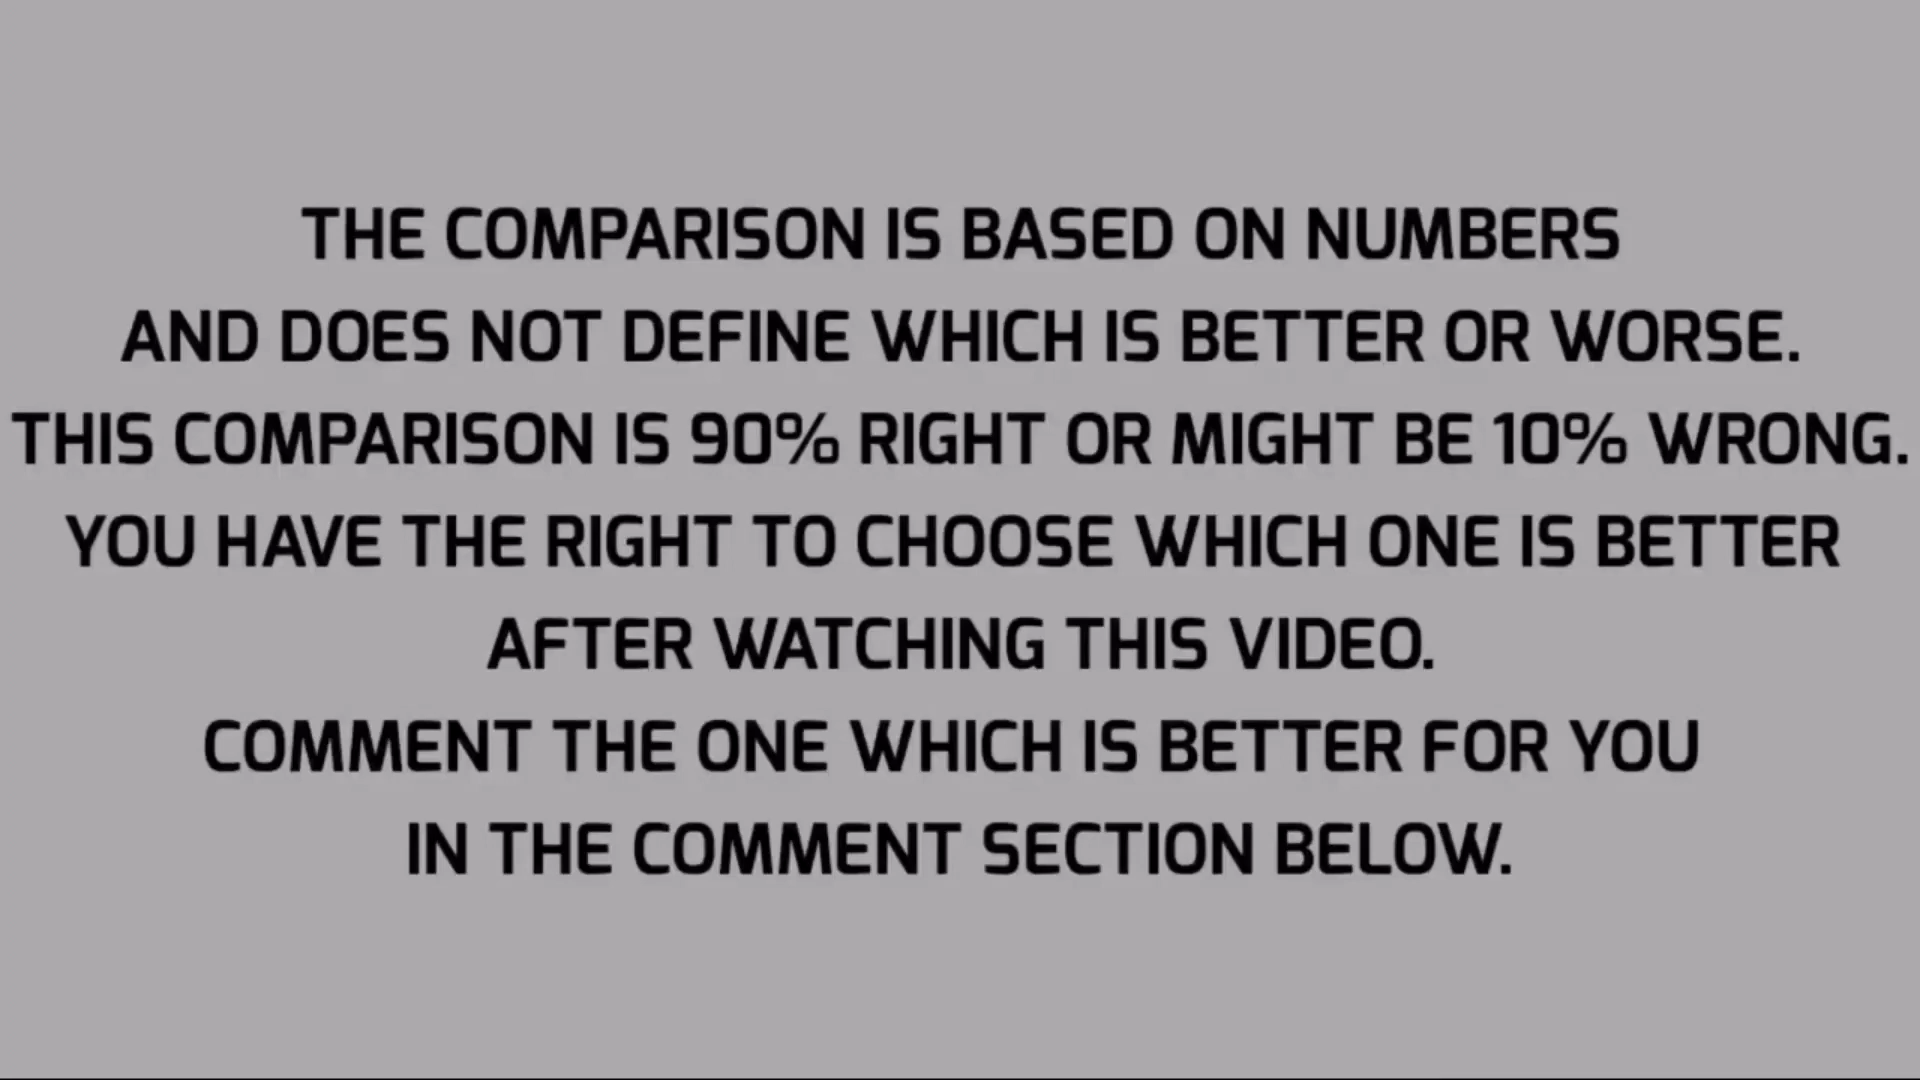 THE COMPARISON IS BASED ON NUMBERS
AND DOES NOT DEFINE WHICH IS BETTER OR WORSE.
THIS COMPARISON IS 90% RIGHT OR MIGHT BE 10% WRONG.
YOU HAVE THE RIGHT TO CHOOSE WHICH ONE IS BETTER
AFTER WATCHING THIS VIDEO.
COMMENT THE ONE WHICH IS BETTER FOR YOU
IN THE COMMENT SECTION BELOW.